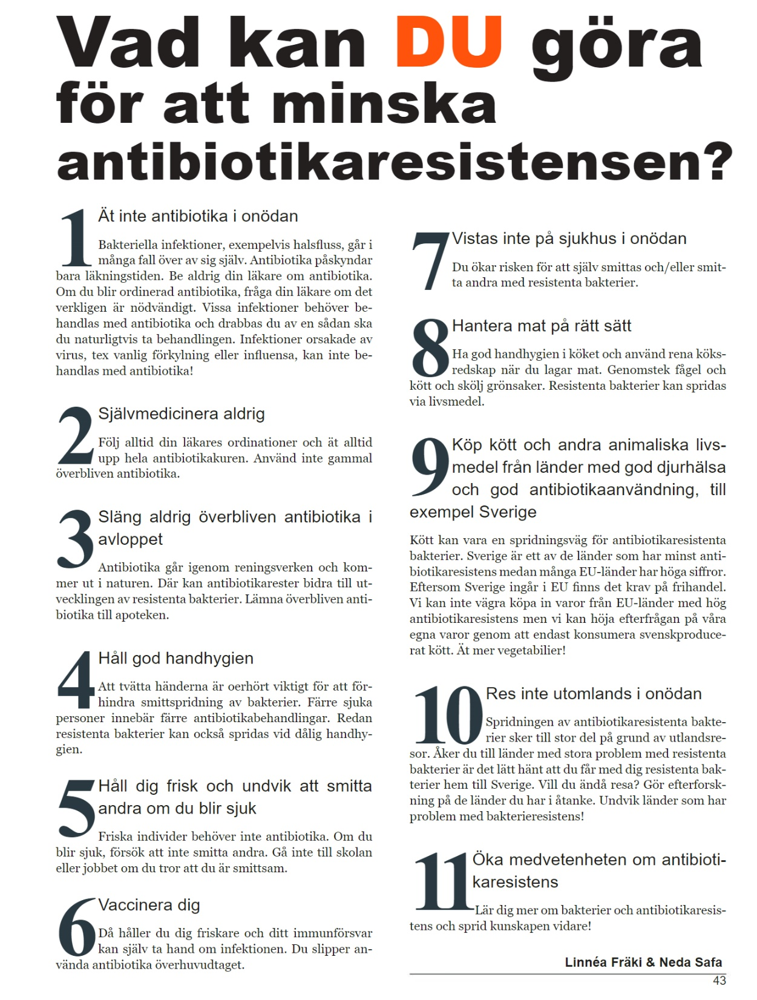 Vad kan DU göra
för att minska
antibiotikaresistensen?
1
Ät inte antibiotika i onödan
Bakteriella infektioner, exempelvis halsfluss, går i
många fall över av sig själv. Antibiotika påskyndar
bara läkningstiden. Be aldrig din läkare om antibiotika.
Om du blir ordinerad antibiotika, fråga din läkare om det
verkligen är nödvändigt. Vissa infektioner behöver be-
handlas med antibiotika och drabbas du av en sådan ska
du naturligtvis ta behandlingen. Infektioner orsakade av
virus, tex vanlig förkylning eller influensa, kan inte be-
handlas med antibiotika!
2
Självmedicinera aldrig
Följ alltid din läkares ordinationer och ät alltid
upp hela antibiotikakuren. Använd inte gammal
överbliven antibiotika.
3
Släng aldrig överbliven antibiotika i
avloppet
Antibiotika går igenom reningsverken och kom-
mer ut i naturen. Där kan antibiotikarester bidra till ut-
vecklingen av resistenta bakterier. Lämna överbliven anti-
biotika till apoteken.
4
Håll god handhygien
Att tvätta händerna är oerhört viktigt för att för-
hindra smittspridning av bakterier. Färre sjuka
personer innebär färre antibiotikabehandlingar. Redan
resistenta bakterier kan också spridas vid dålig handhy-
gien.
5
Håll dig frisk och undvik att smitta
andra om du blir sjuk
Friska individer behöver inte antibiotika. Om du
blir sjuk, försök att inte smitta andra. Gå inte till skolan
eller jobbet om du tror att du är smittsam.
6
Vaccinera dig
Då håller du dig friskare och ditt immunförsvar
kan själv ta hand om infektionen. Du slipper an-
vända antibiotika överhuvudtaget.
7
Vistas inte på sjukhus i onödan
Du ökar risken för att själv smittas och/eller smit-
ta andra med resistenta bakterier.
8
Hantera mat på rätt sätt
Ha god handhygien i köket och använd rena köks-
redskap när du lagar mat. Genomstek fågel och
kött och skölj grönsaker. Resistenta bakterier kan spridas
via livsmedel.
9
Köp kött och andra animaliska livs-
medel från länder med god djurhälsa
och god antibiotikaanvändning, till
exempel Sverige
Kött kan vara en spridningsväg för antibiotikaresistenta
bakterier. Sverige är ett av de länder som har minst anti-
biotikaresistens medan många EU-länder har höga siffror.
Eftersom Sverige ingår i EU finns det krav på frihandel.
Vi kan inte vägra köpa in varor från EU-länder med hög
antibiotikaresistens men vi kan höja efterfrågan på våra
egna varor genom att endast konsumera svenskproduce-
rat kött. Ät mer vegetabilier!
10
Res inte utomlands i onödan
Spridningen av antibiotikaresistenta bakte-
rier sker till stor del på grund av utlandsre-
sor. Åker du till länder med stora problem med resistenta
bakterier är det lätt hänt att du får med dig resistenta bak-
terier hem till Sverige. Vill du ändå resa? Gör efterforsk-
ning på de länder du har i åtanke. Undvik länder som har
problem med bakterieresistens!
11
Öka medvetenheten om antibioti-
karesistens
Lär dig mer om bakterier och antibiotikaresis-
tens och sprid kunskapen vidare!
Linnéa Fräki & Neda Safa
43